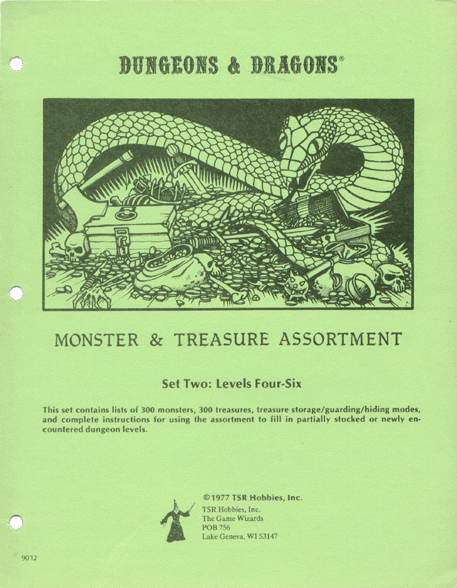 DUNGEONS & DRAGONS®
MONSTER & TREASURE ASSORTMENT
Set Two: Levels Four-Six
This set contains lists of 300 monsters, 300 treasures, treasure storage/guarding/hiding modes,
and complete instructions for using the assortment to fill in partially stocked or newly en-
countered dungeon levels.
©1977 TSR Hobbies, Inc.
TSR Hobbies, Inc.
The Game Wizards
POB 756
Lake Geneva, WI 53147
9012